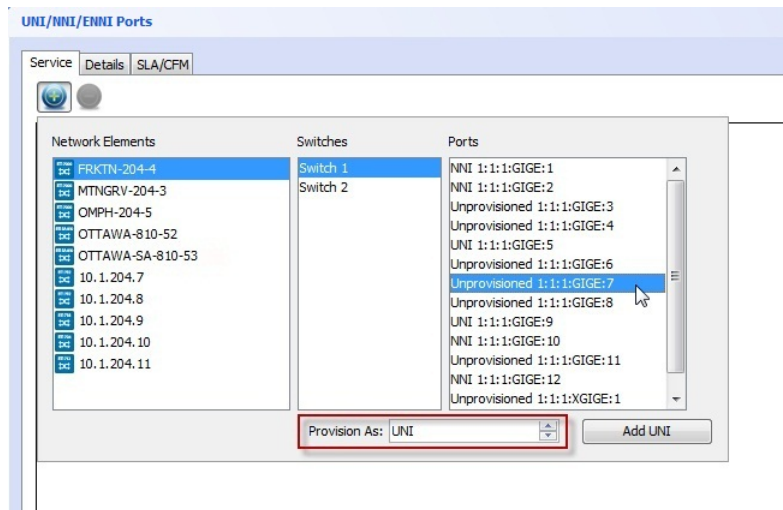 UNI/NNI/ENNI Ports
Service Details SLA/CFM
Network Elements Switches Ports
FRKTN-204-4 Switch 1 NNI 1:1:1:GIGE:1
MTNGRV-204-3 Switch 2 NNI 1:1:1:GIGE:2
OMPH-204-5 Unprovisioned 1:1:1:GIGE:3
OTTAWA-810-52 Unprovisioned 1:1:1:GIGE:4
OTTAWA-SA-810-53 UNI 1:1:1:GIGE:5
10.1.204.7 Unprovisioned 1:1:1:GIGE:6
10.1.204.8 Unprovisioned 1:1:1:GIGE:7
10.1.204.9 Unprovisioned 1:1:1:GIGE:8
10.1.204.10 UNI 1:1:1:GIGE:9
10.1.204.11 NNI 1:1:1:GIGE:10
Unprovisioned 1:1:1:GIGE:11
NNI 1:1:1:GIGE:12
Unprovisioned 1:1:1:XGIGE:1
Provision As: UNI Add UNI